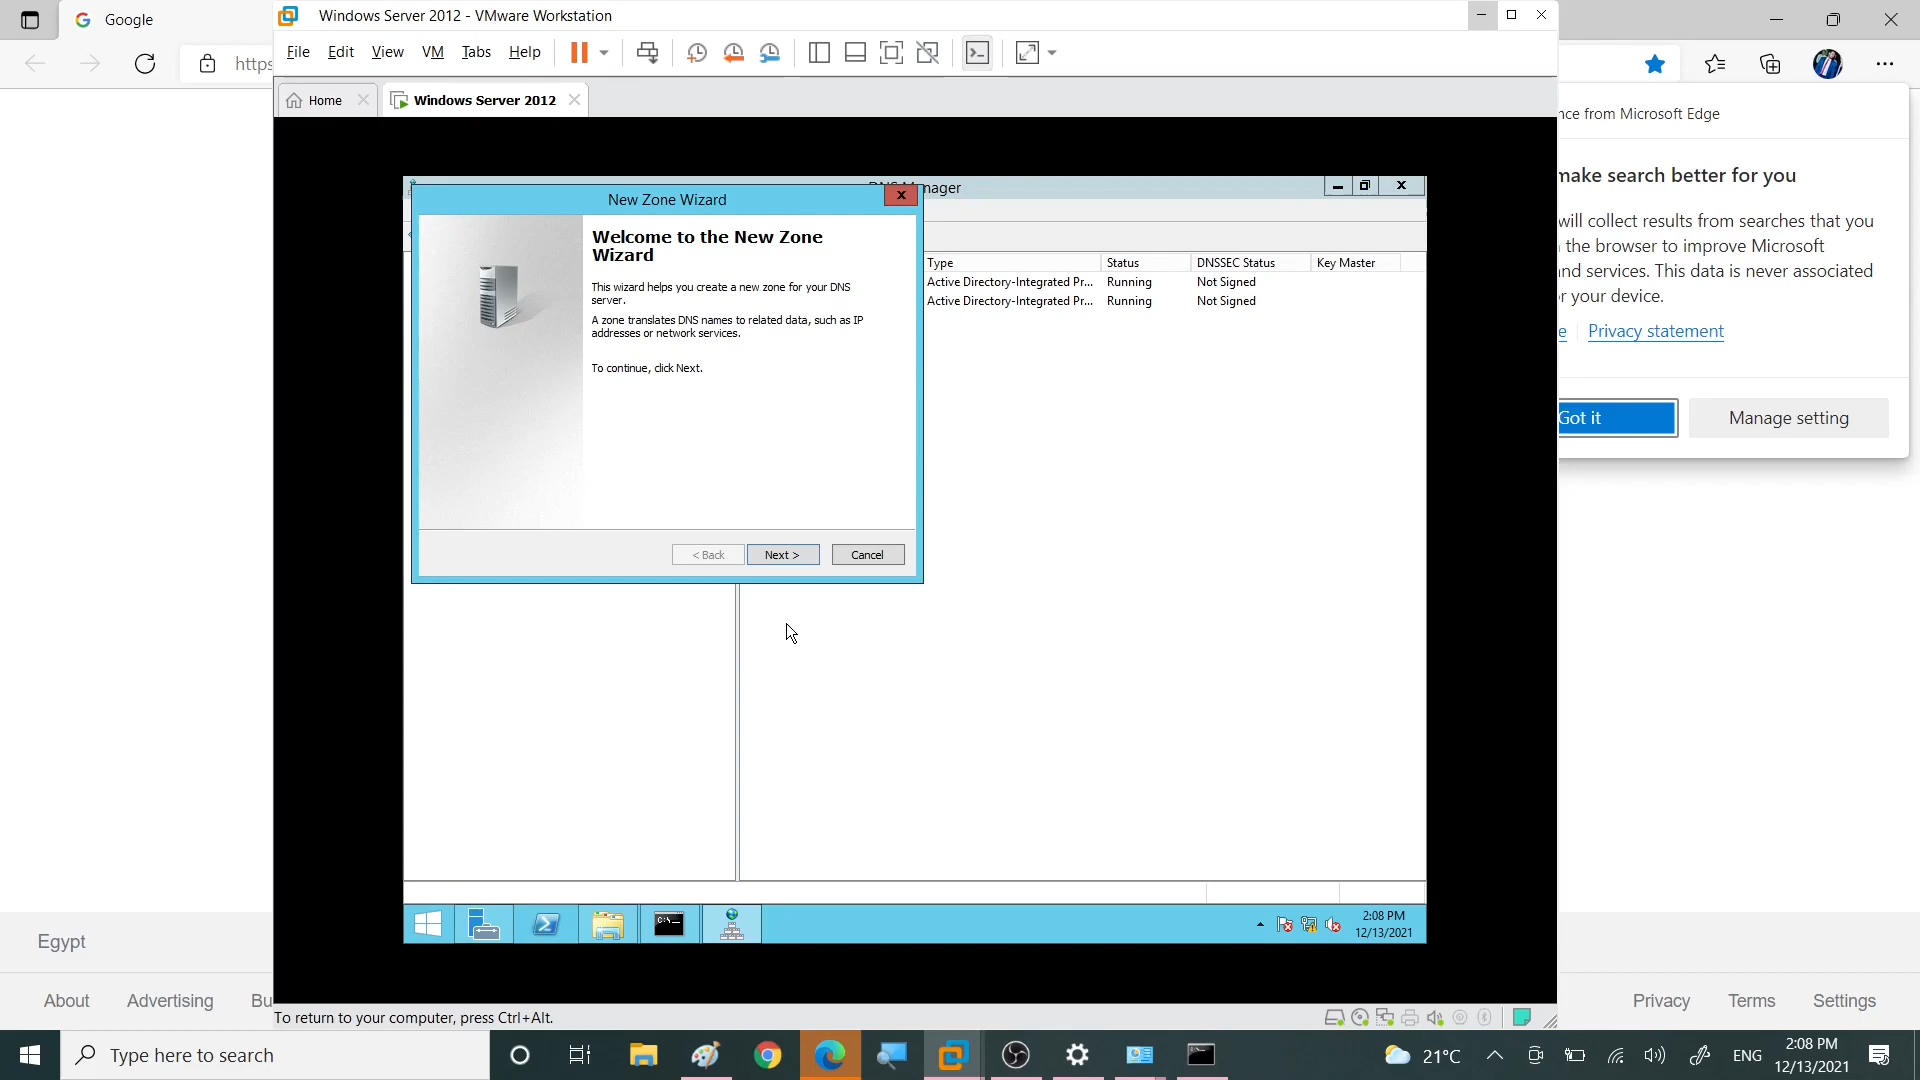 Google
https
Windows Server 2012 - VMware Workstation
File Edit View VM Tabs Help
Home
Windows Server 2012
nager
New Zone Wizard
Welcome to the New Zone
Wizard
This wizard helps you create a new zone for your DNS
server.
A zone translates DNS names to related data, such as IP
addresses or network services.
To continue, click Next.
< Back Next > Cancel
Type Status DNSSEC Status Key Master
Active Directory-Integrated Pr... Running Not Signed
Active Directory-Integrated Pr... Running Not Signed
2:08 PM
12/13/2021
To return to your computer, press Ctrl+Alt.
nce from Microsoft Edge
make search better for you
will collect results from searches that you
the browser to improve Microsoft
nd services. This data is never associated
r your device.
e Privacy statement
Got it Manage setting
Egypt
About Advertising Bu
Privacy Terms Settings
Type here to search
21°C
ENG
2:08 PM
12/13/2021